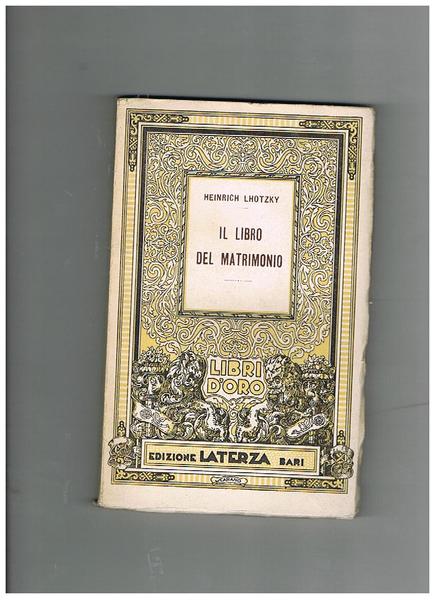 HEINRICH LHOTZKY
IL LIBRO
DEL MATRIMONIO
LIBRI
D'ORO
EDIZIONE LATERZA BARI